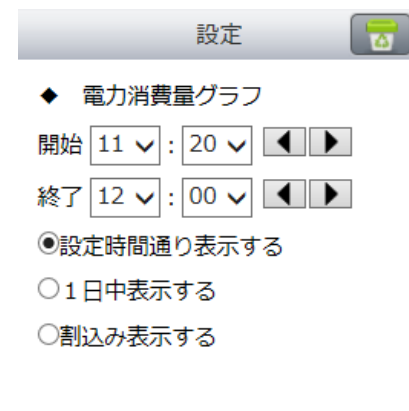 設定
◆ 電力消費量グラフ
開始 11 : 20
終了 12 : 00
設定時間通り表示する
１日中表示する
割込み表示する